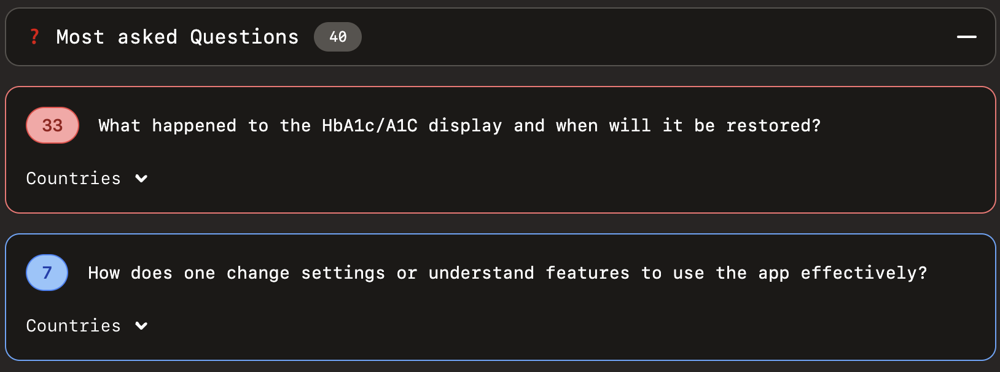 ? Most asked Questions 40
33 What happened to the HbA1c/A1C display and when will it be restored?
Countries
7 How does one change settings or understand features to use the app effectively?
Countries